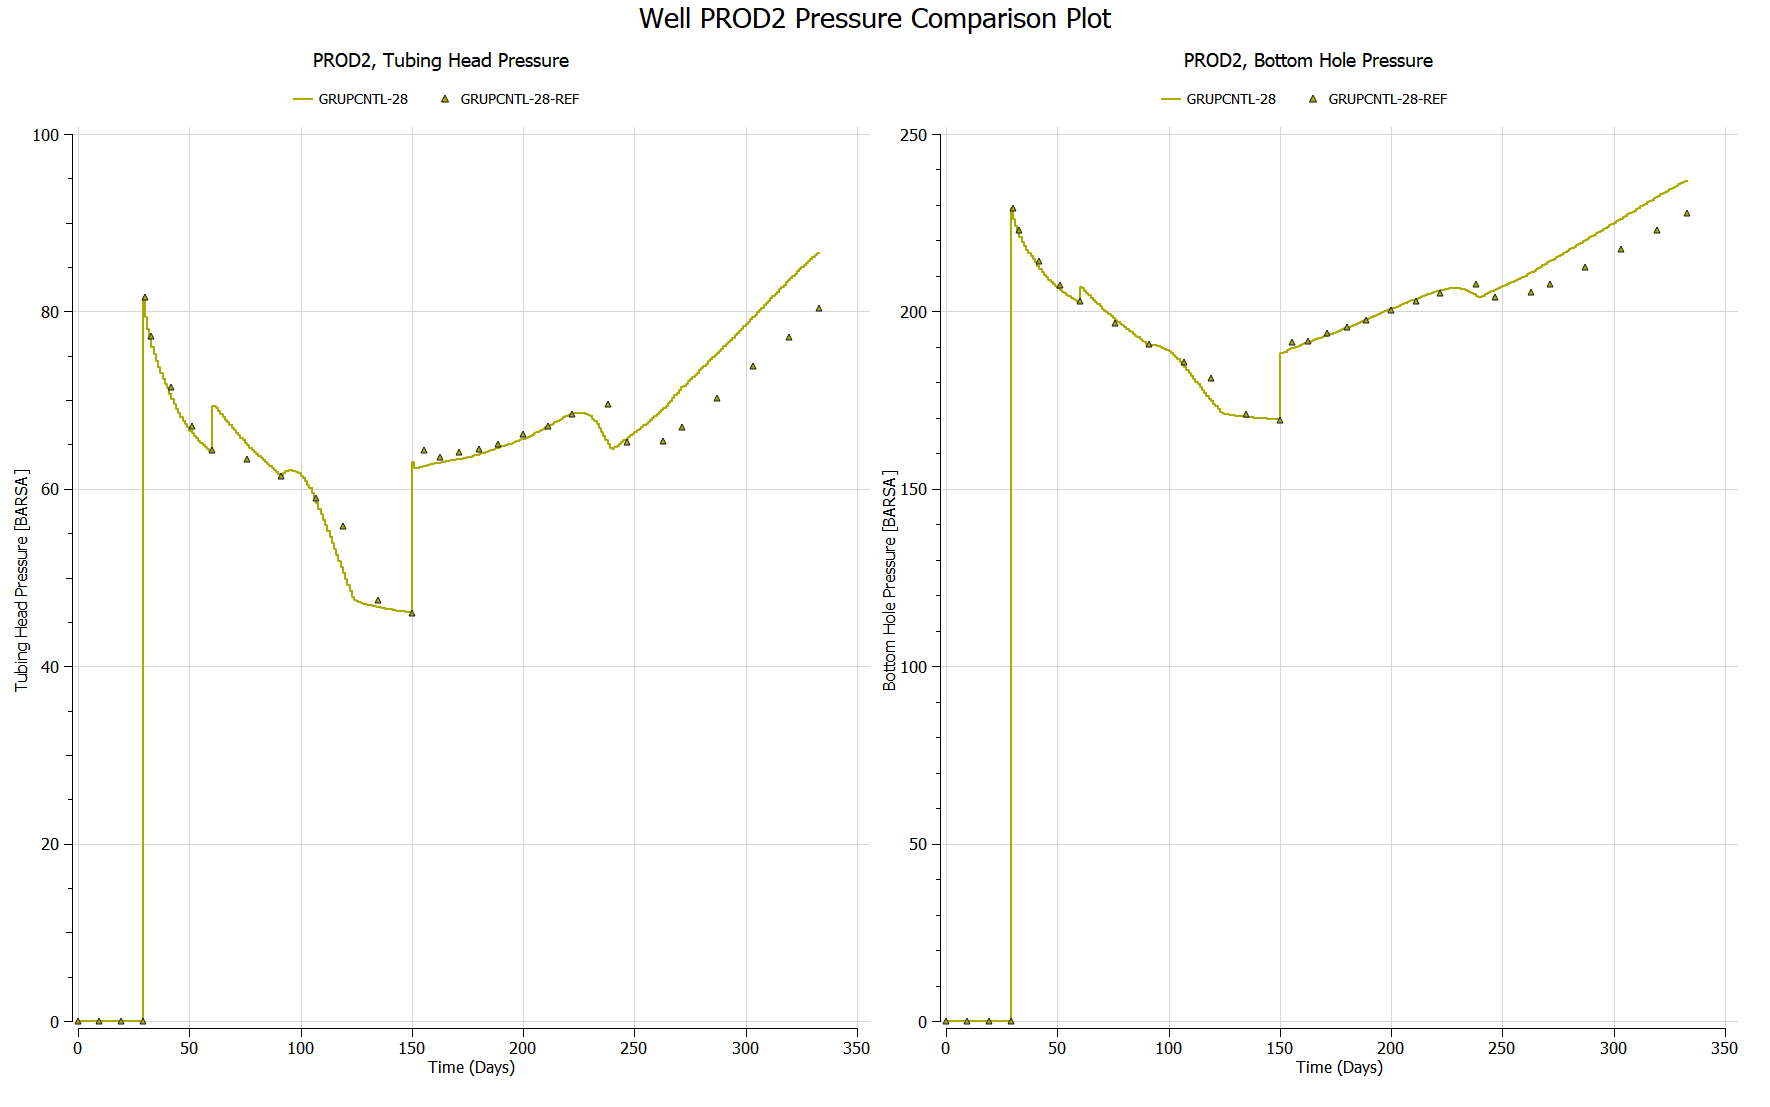 Well PROD2 Pressure Comparison Plot
PROD2, Tubing Head Pressure
GRUPCNTL-28
GRUPCNTL-28-REF
100
80
60
40
20
0
Tubing Head Pressure [BARSA]
0
50
100
150
200
250
300
350
Time (Days)
PROD2, Bottom Hole Pressure
GRUPCNTL-28
GRUPCNTL-28-REF
250
200
150
100
50
0
Bottom Hole Pressure [BARSA]
0
50
100
150
200
250
300
350
Time (Days)